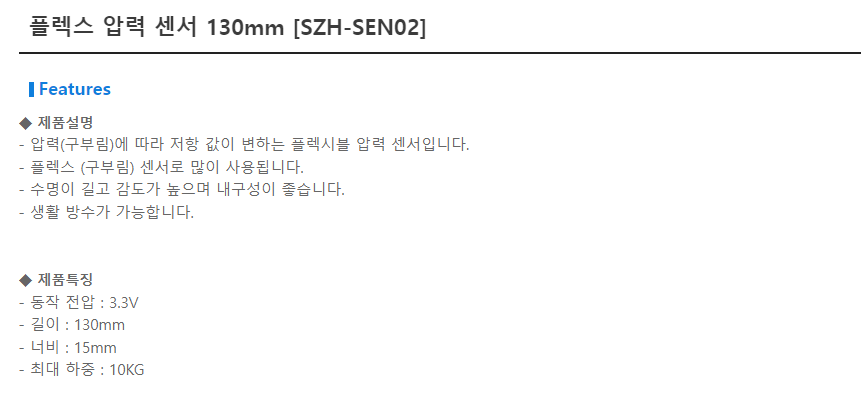 플렉스 압력 센서 130mm [SZH-SEN02]
Features
◆ 제품설명
- 압력(구부림)에 따라 저항 값이 변하는 플렉시블 압력 센서입니다.
- 플렉스 (구부림) 센서로 많이 사용됩니다.
- 수명이 길고 감도가 높으며 내구성이 좋습니다.
- 생활 방수가 가능합니다.
◆ 제품특징
- 동작 전압 : 3.3V
- 길이 : 130mm
- 너비 : 15mm
- 최대 하중 : 10KG